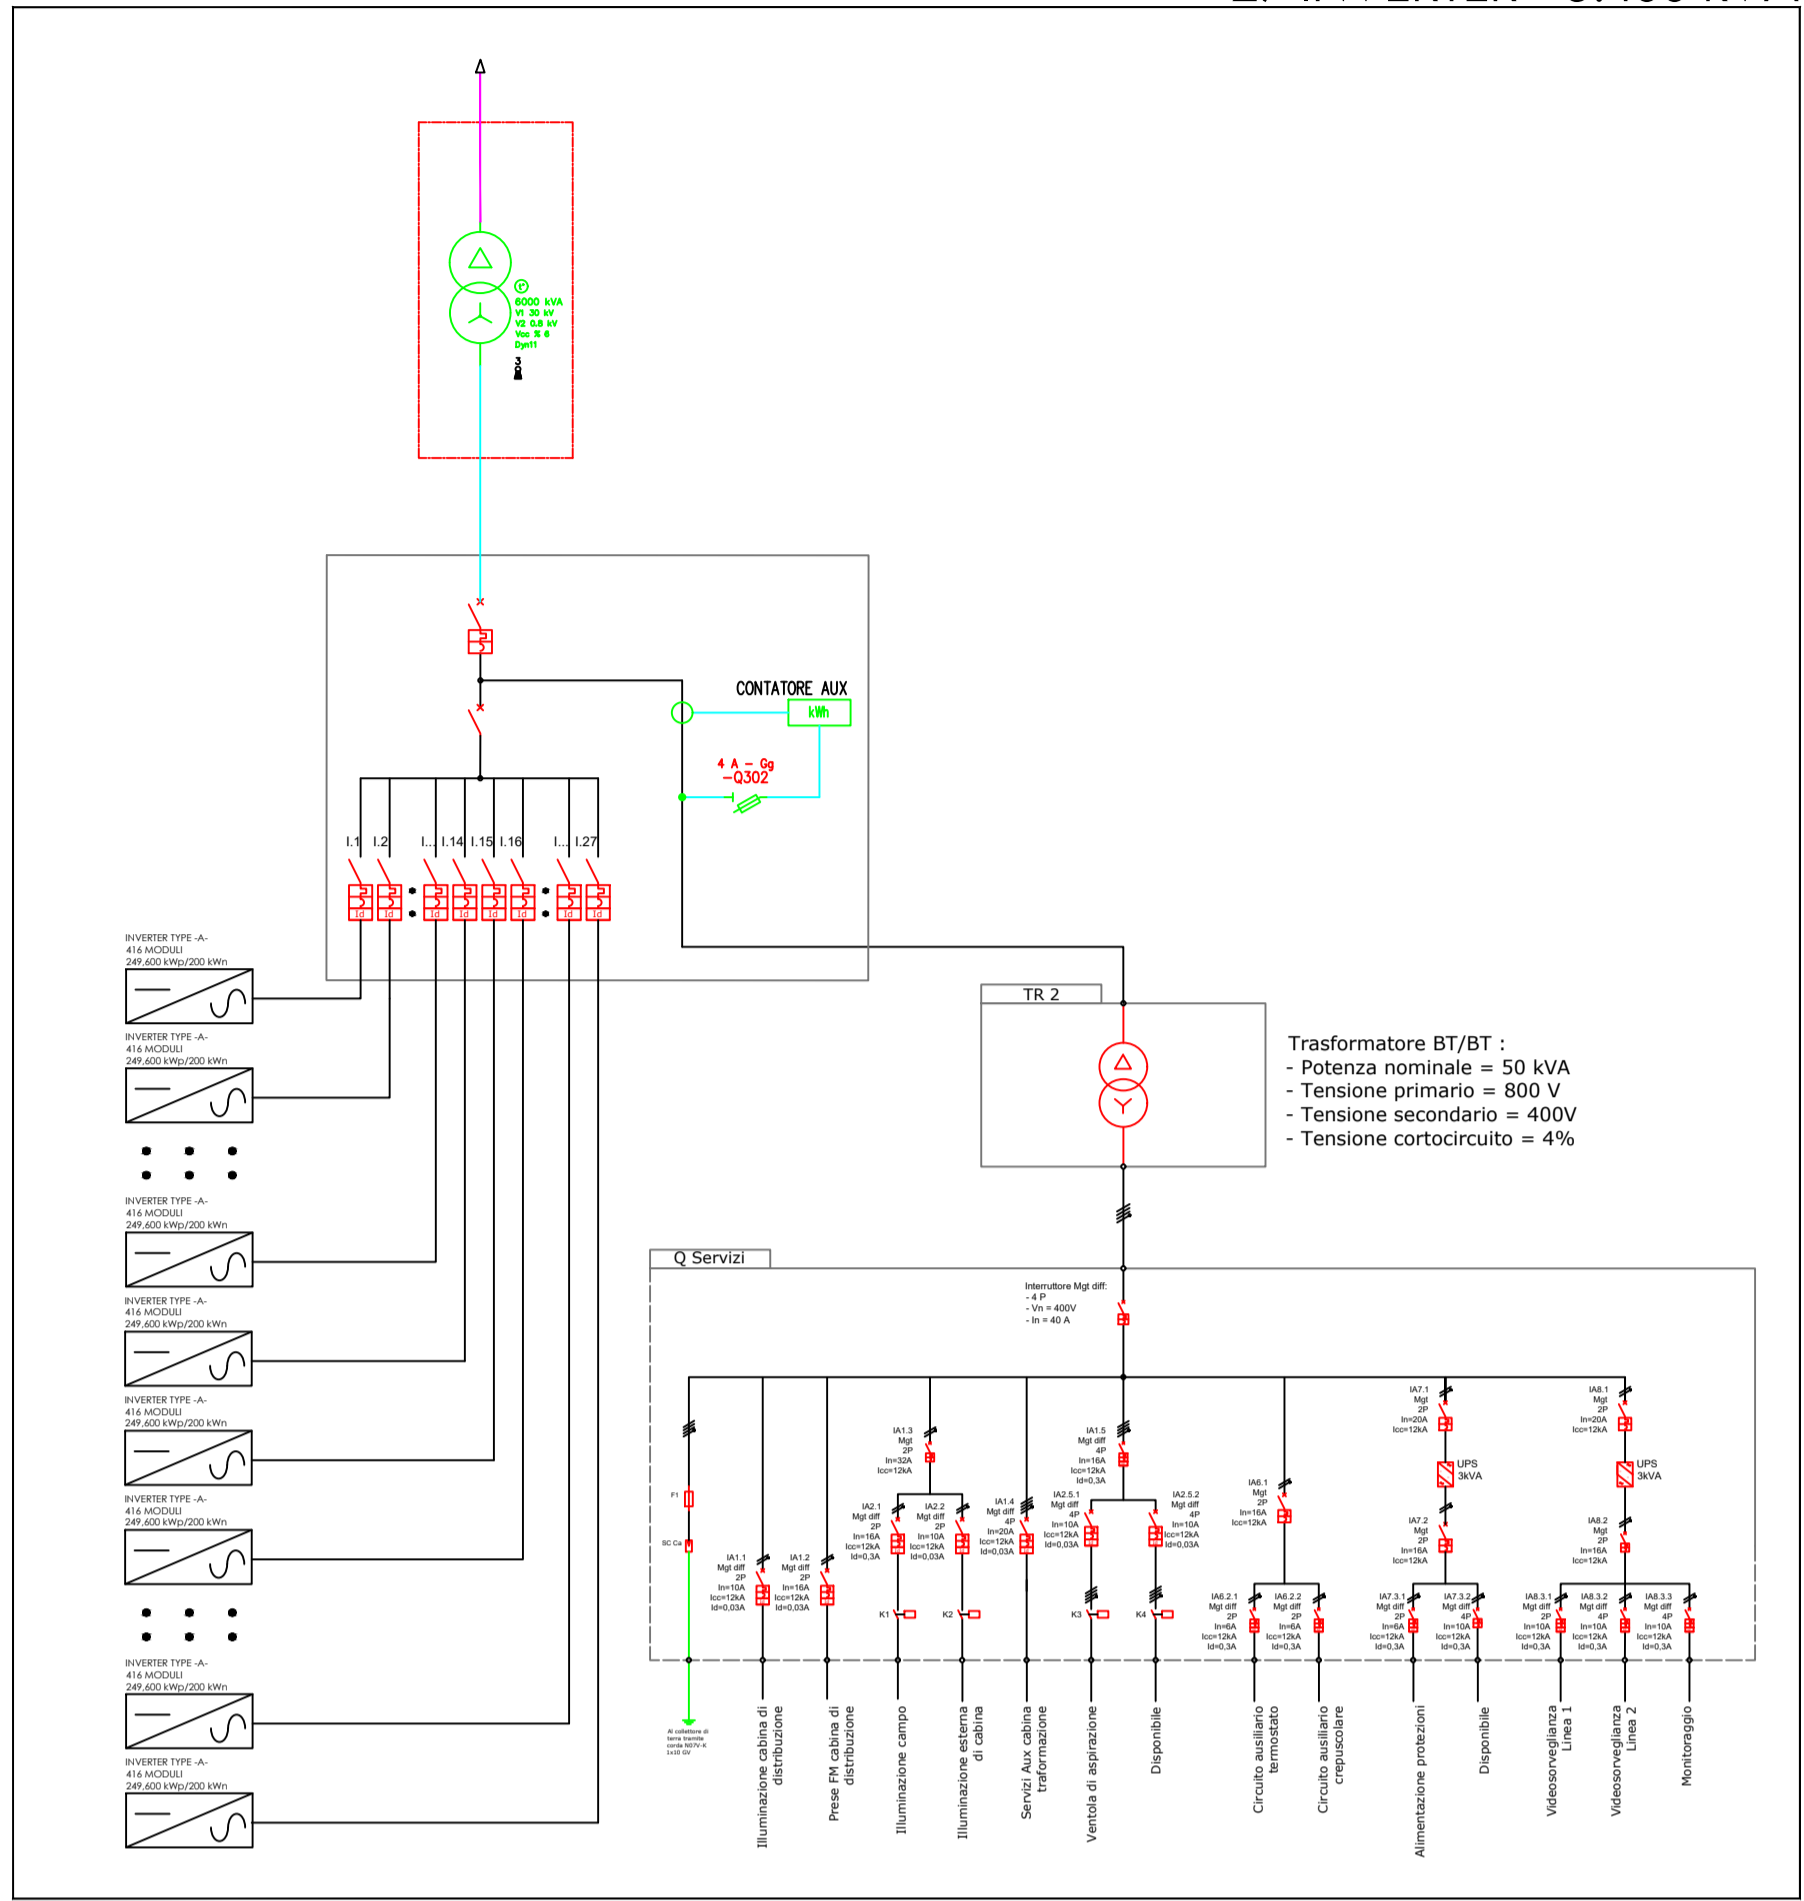 6000 kVA
V1 30 kV
V2 0.8 kV
Vcc % 6
Dyn11
3
CONTATORE AUX
kWh
4 A - Gg
-Q302
I.1
I.2
I...
I.14
I.15
I.16
I...
I.27
Id
Id
Id
Id
Id
Id
Id
Id
INVERTER TYPE -A-
416 MODULI
249,600 kWp/200 kWn
INVERTER TYPE -A-
416 MODULI
249,600 kWp/200 kWn
INVERTER TYPE -A-
416 MODULI
249,600 kWp/200 kWn
INVERTER TYPE -A-
416 MODULI
249,600 kWp/200 kWn
INVERTER TYPE -A-
416 MODULI
249,600 kWp/200 kWn
INVERTER TYPE -A-
416 MODULI
249,600 kWp/200 kWn
INVERTER TYPE -A-
416 MODULI
249,600 kWp/200 kWn
INVERTER TYPE -A-
416 MODULI
249,600 kWp/200 kWn
TR 2
Trasformatore BT/BT :
- Potenza nominale = 50 kVA
- Tensione primario = 800 V
- Tensione secondario = 400V
- Tensione cortocircuito = 4%
Q Servizi
Interruttore Mgt diff:
- 4 P
- Vn = 400V
- In = 40 A
F1
SC Ca
Al collettore di
terra tramite
corda N07V-K
1x10 GV
IA1.1
Mgt diff
2P
In=10A
Icc=12kA
Id=0,03A
IA1.2
Mgt diff
2P
In=16A
Icc=12kA
Id=0,03A
IA1.3
Mgt
2P
In=32A
Icc=12kA
IA2.1
Mgt diff
2P
In=16A
Icc=12kA
Id=0,3A
IA2.2
Mgt diff
2P
In=10A
Icc=12kA
Id=0,03A
K1
K2
IA1.4
Mgt diff
4P
In=20A
Icc=12kA
Id=0,03A
IA1.5
Mgt diff
4P
In=16A
Icc=12kA
Id=0,3A
IA2.5.1
Mgt diff
4P
In=10A
Icc=12kA
Id=0,03A
IA2.5.2
Mgt diff
4P
In=10A
Icc=12kA
Id=0,03A
K3
K4
IA6.1
Mgt
2P
In=16A
Icc=12kA
IA6.2.1
Mgt diff
2P
In=6A
Icc=12kA
Id=0,3A
IA6.2.2
Mgt diff
2P
In=6A
Icc=12kA
Id=0,3A
IA7.1
Mgt
2P
In=20A
Icc=12kA
UPS
3kVA
IA7.2
Mgt
2P
In=16A
Icc=12kA
IA7.3.1
Mgt diff
2P
In=6A
Icc=12kA
Id=0,3A
IA7.3.2
Mgt diff
4P
In=10A
Icc=12kA
Id=0,3A
IA8.1
Mgt
2P
In=20A
Icc=12kA
UPS
3kVA
IA8.2
Mgt
2P
In=16A
Icc=12kA
IA8.3.1
Mgt diff
2P
In=10A
Icc=12kA
Id=0,3A
IA8.3.2
Mgt diff
4P
In=10A
Icc=12kA
Id=0,3A
IA8.3.3
Mgt diff
4P
In=10A
Icc=12kA
Id=0,3A
Illuminazione cabina di
distribuzione
Prese FM cabina di
distribuzione
Illuminazione campo
Illuminazione esterna
di cabina
Servizi Aux cabina
traformazione
Ventola di aspirazione
Disponibile
Circuito ausiliario
termostato
Circuito ausiliario
crepuscolare
Alimentazione protezioni
Disponibile
Videosorveglianza
Linea 1
Videosorveglianza
Linea 2
Monitoraggio